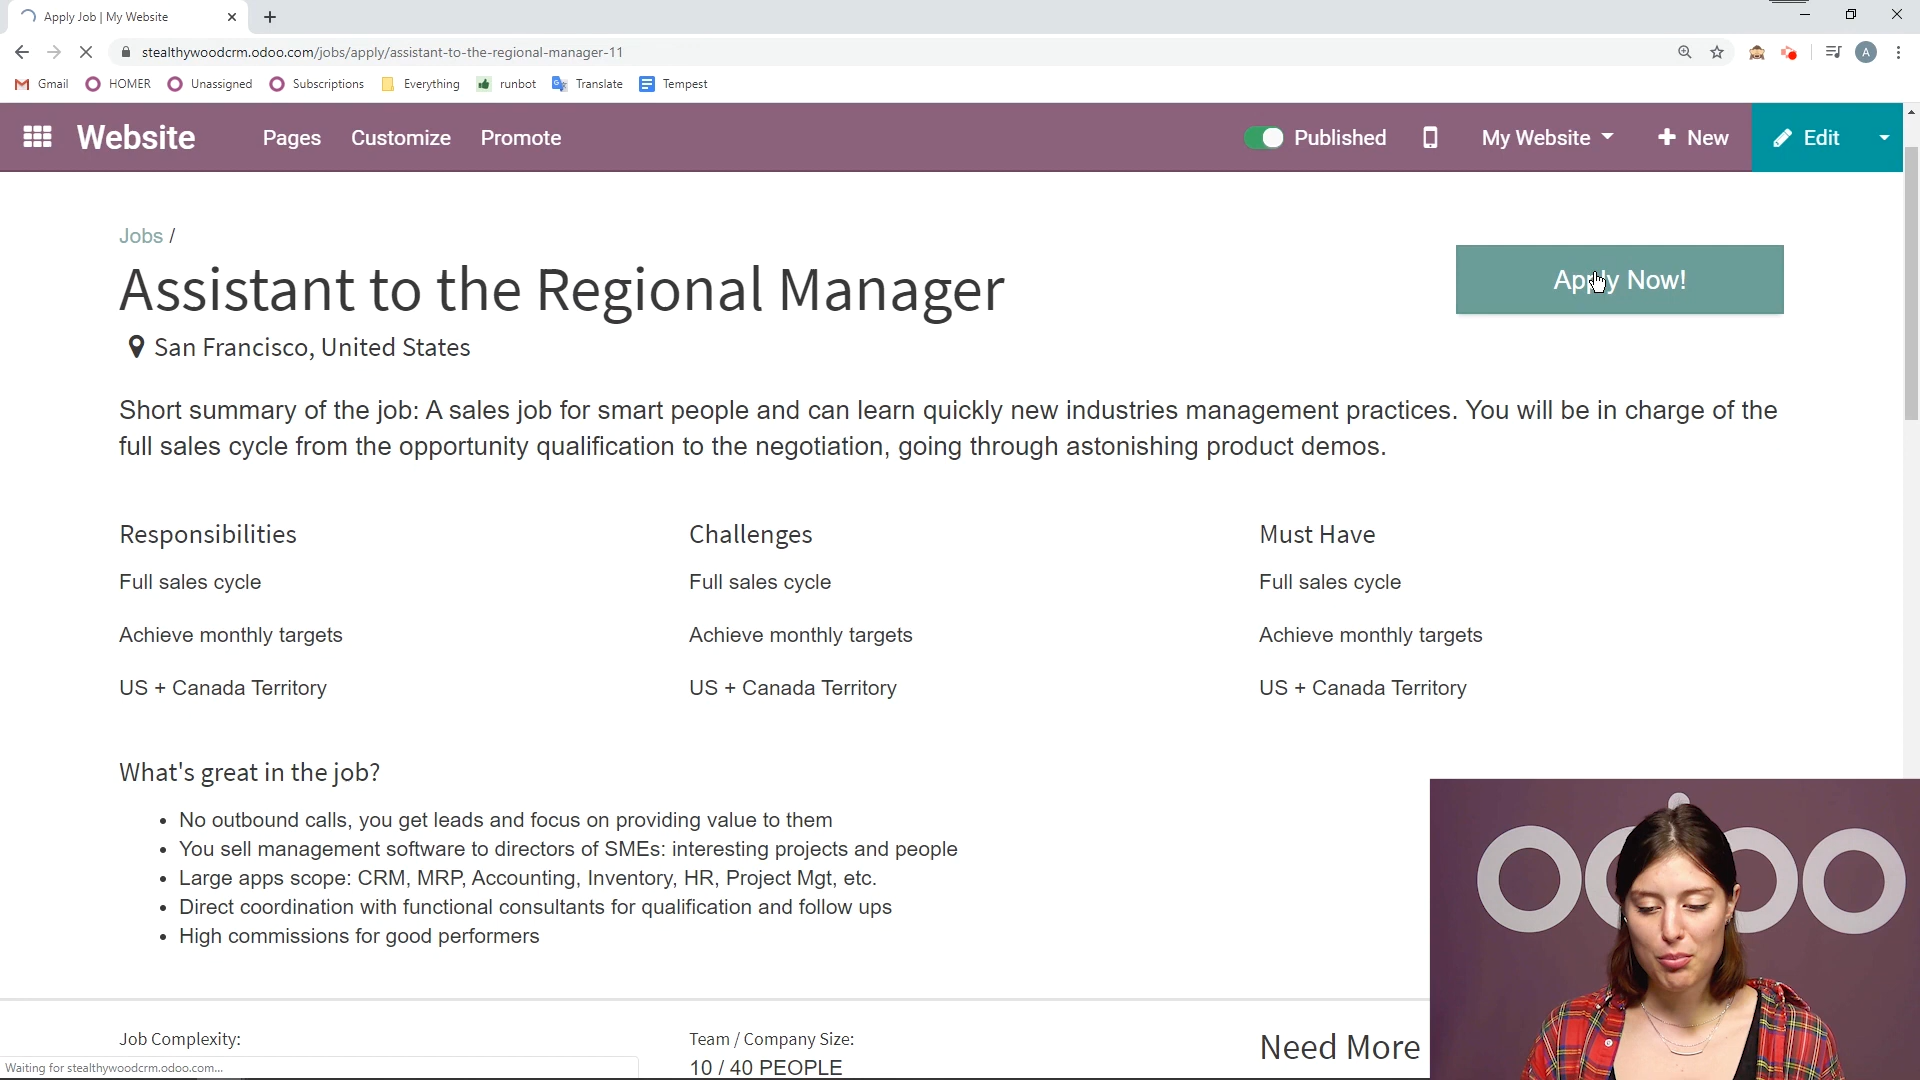 Apply Job | My Website
stealthywoodcrm.odoo.com/jobs/apply/assistant-to-the-regional-manager-11
A
Gmail HOMER Unassigned Subscriptions Everything runbot Translate Tempest
Website Pages Customize Promote Published My Website New Edit
Jobs /
Assistant to the Regional Manager
Apply Now!
San Francisco, United States
Short summary of the job: A sales job for smart people and can learn quickly new industries management practices. You will be in charge of the
full sales cycle from the opportunity qualification to the negotiation, going through astonishing product demos.
Responsibilities
Full sales cycle
Achieve monthly targets
US + Canada Territory
Challenges
Full sales cycle
Achieve monthly targets
US + Canada Territory
Must Have
Full sales cycle
Achieve monthly targets
US + Canada Territory
What's great in the job?
• No outbound calls, you get leads and focus on providing value to them
• You sell management software to directors of SMEs: interesting projects and people
• Large apps scope: CRM, MRP, Accounting, Inventory, HR, Project Mgt, etc.
• Direct coordination with functional consultants for qualification and follow ups
• High commissions for good performers
odoo
Job Complexity:
Team / Company Size:
10 / 40 PEOPLE
Need More
Waiting for stealthywoodcrm.odoo.com...